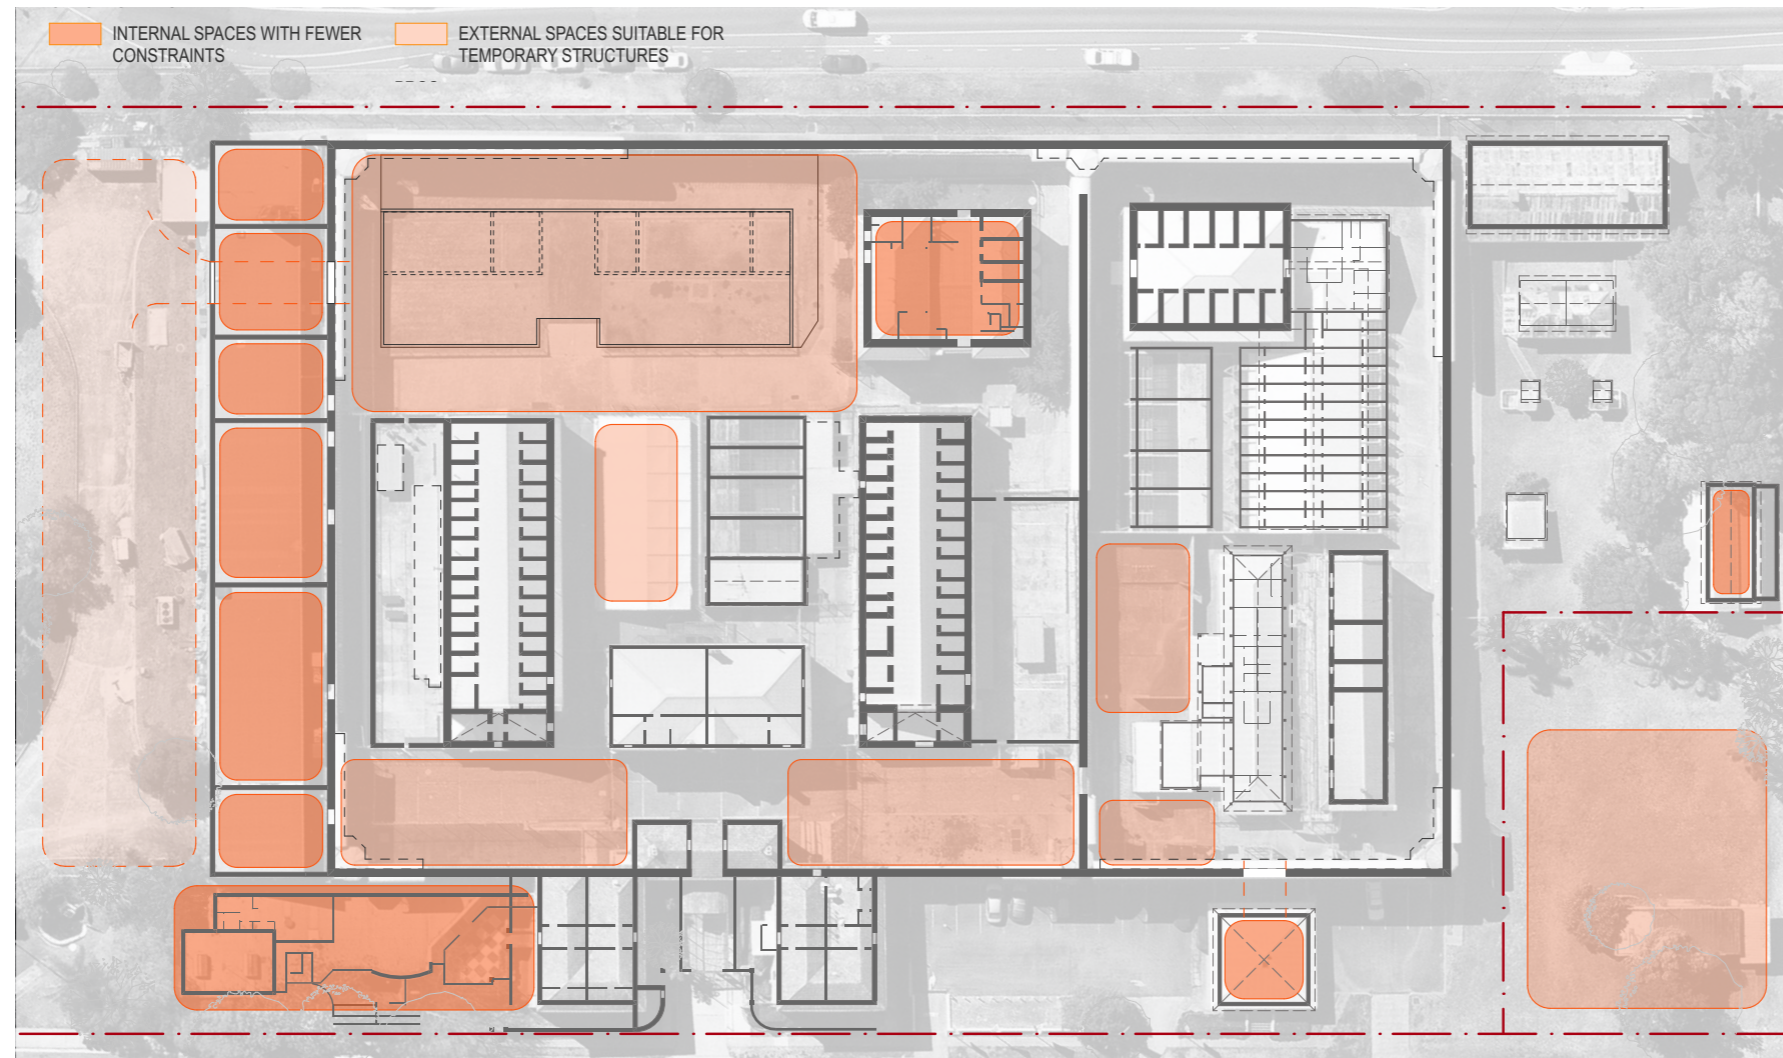 INTERNAL SPACES WITH FEWER
CONSTRAINTS
EXTERNAL SPACES SUITABLE FOR
TEMPORARY STRUCTURES